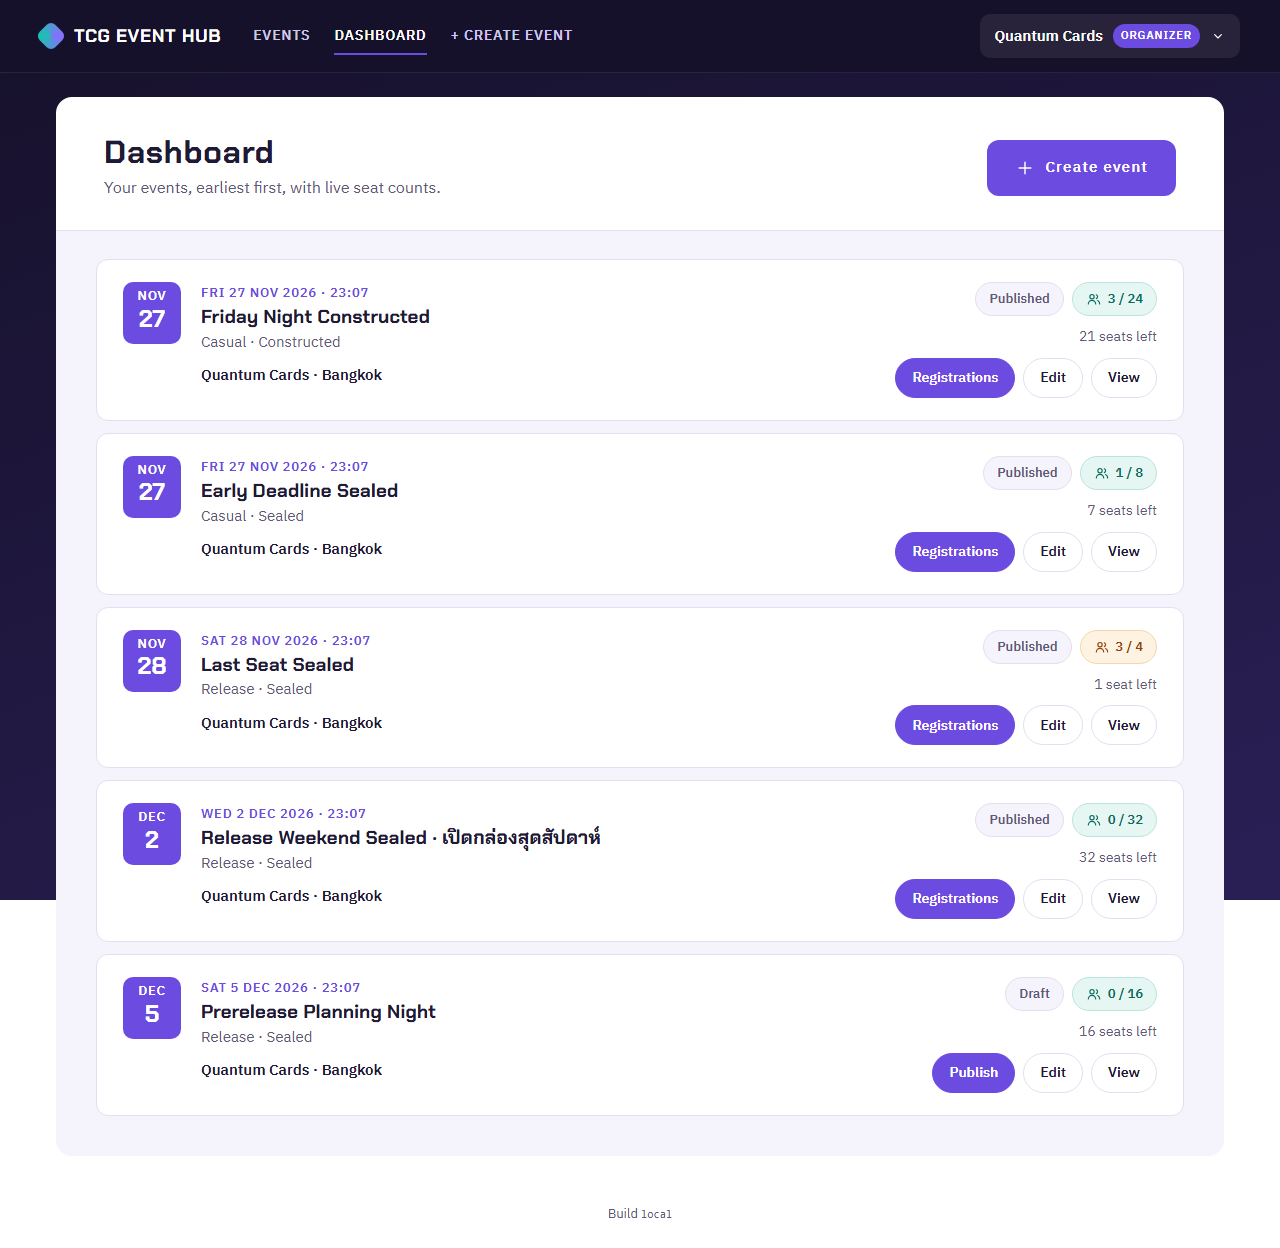 TCG EVENT HUB EVENTS DASHBOARD + CREATE EVENT Quantum Cards ORGANIZER
Dashboard
Your events, earliest first, with live seat counts.
+ Create event
NOV
27
FRI 27 NOV 2026 · 23:07
Friday Night Constructed
Casual · Constructed
Quantum Cards · Bangkok
Published 3 / 24
21 seats left
Registrations Edit View
NOV
27
FRI 27 NOV 2026 · 23:07
Early Deadline Sealed
Casual · Sealed
Quantum Cards · Bangkok
Published 1 / 8
7 seats left
Registrations Edit View
NOV
28
SAT 28 NOV 2026 · 23:07
Last Seat Sealed
Release · Sealed
Quantum Cards · Bangkok
Published 3 / 4
1 seat left
Registrations Edit View
DEC
2
WED 2 DEC 2026 · 23:07
Release Weekend Sealed · เปิดกล่องสุดสัปดาห์
Release · Sealed
Quantum Cards · Bangkok
Published 0 / 32
32 seats left
Registrations Edit View
DEC
5
SAT 5 DEC 2026 · 23:07
Prerelease Planning Night
Release · Sealed
Quantum Cards · Bangkok
Draft 0 / 16
16 seats left
Publish Edit View
Build local